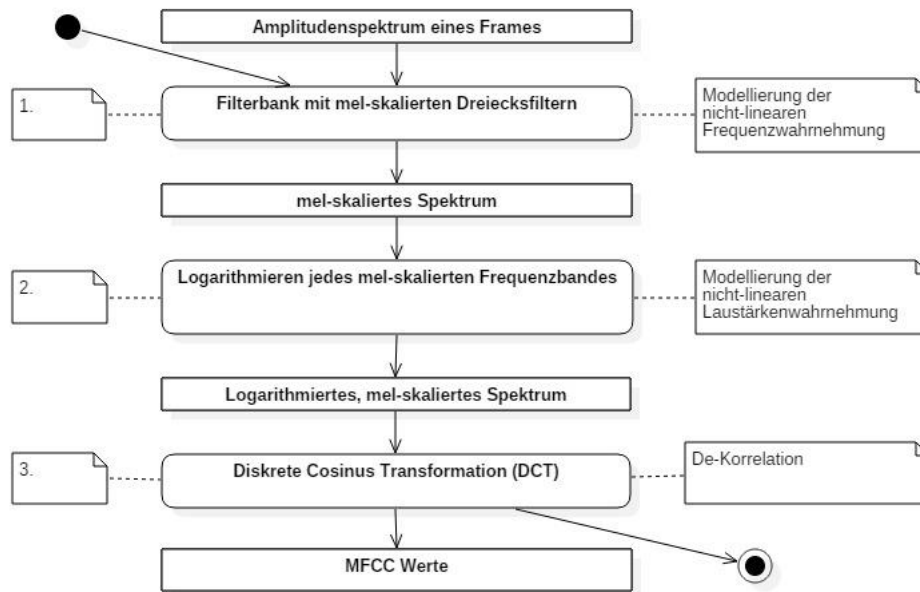 Amplitudenspektrum eines Frames
1.
Filterbank mit mel-skalierten Dreiecksfiltern
Modellierung der
nicht-linearen
Frequenzwahrnehmung
mel-skaliertes Spektrum
2.
Logarithmieren jedes mel-skalierten Frequenzbandes
Modellierung der
nicht-linearen
Laustärkenwahrnehmung
Logarithmiertes, mel-skaliertes Spektrum
3.
Diskrete Cosinus Transformation (DCT)
De-Korrelation
MFCC Werte